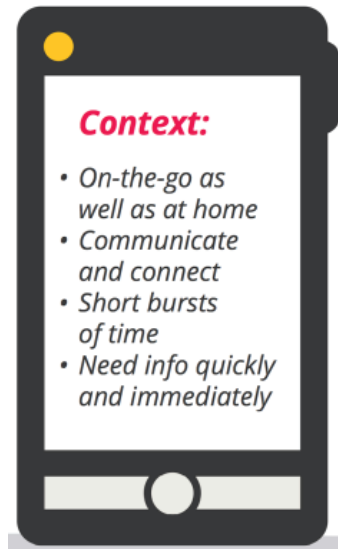 Context:
• On-the-go as
well as at home
• Communicate
and connect
• Short bursts
of time
• Need info quickly
and immediately